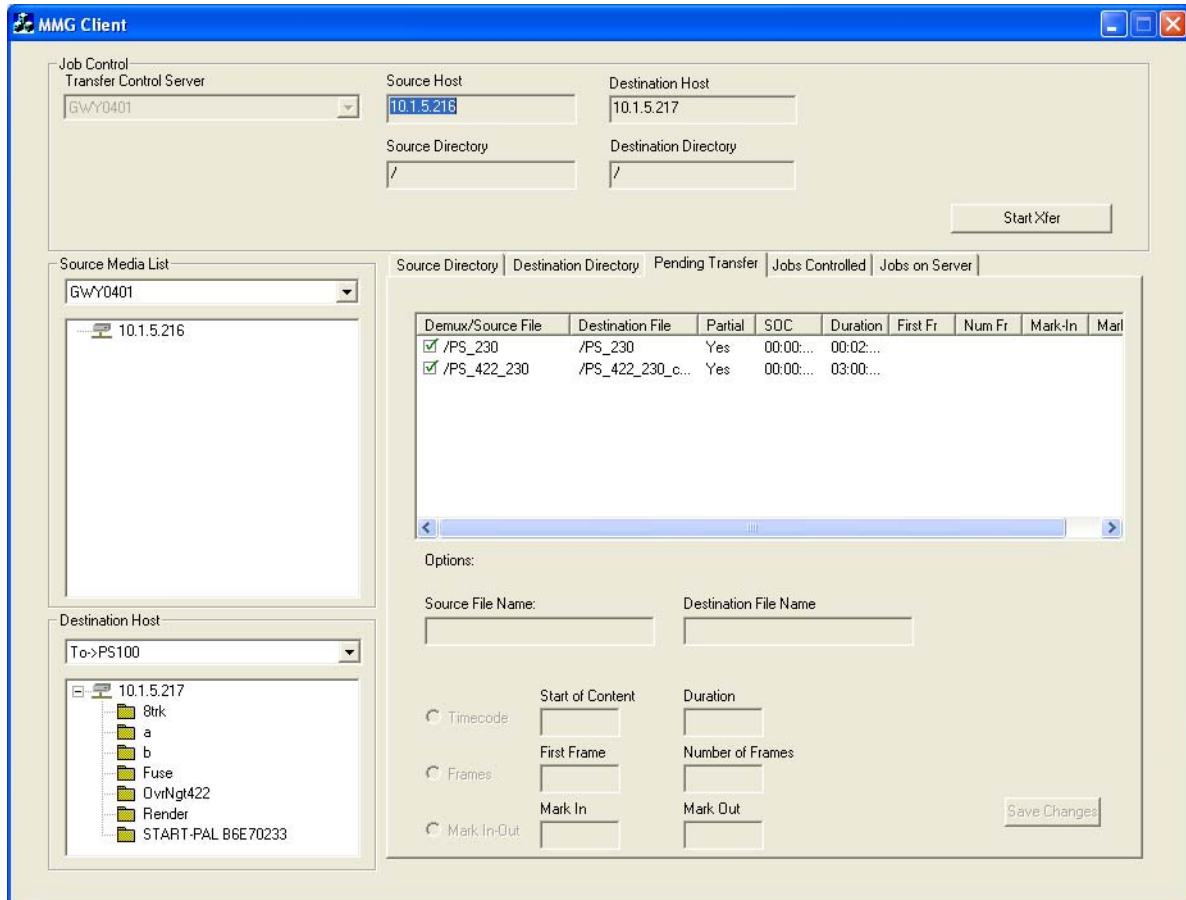 MMG Client
Job Control
Transfer Control Server
GWY0401
Source Host
10.1.5.216
Destination Host
10.1.5.217
Source Directory
/
Destination Directory
/
Start Xfer
Source Media List
GWY0401
10.1.5.216
Destination Host
To->PS100
10.1.5.217
8trk
a
b
Fuse
OvrNgt422
Render
START-PAL B6E70233
Source Directory Destination Directory Pending Transfer Jobs Controlled Jobs on Server
Demux/Source File Destination File Partial SOC Duration First Fr Num Fr Mark-In Marl
/PS_230 /PS_230 Yes 00:00:... 00:02:...
/PS_422_230 /PS_422_230_c... Yes 00:00:... 03:00:...
Options:
Source File Name:
Destination File Name
Start of Content
Duration
Timecode
First Frame
Number of Frames
Frames
Mark In
Mark Out
Mark In-Out
Save Changes